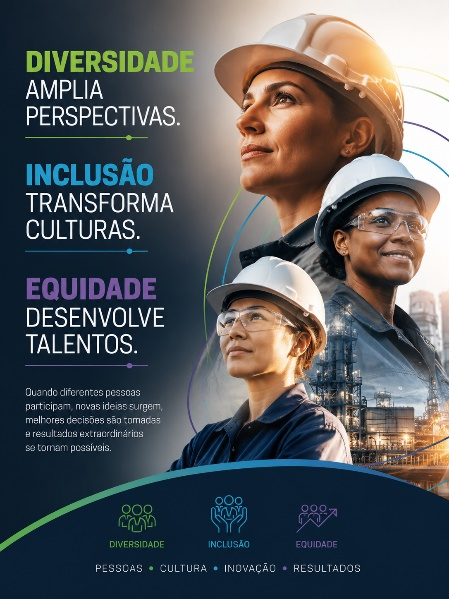 DIVERSIDADE
AMPLIA
PERSPECTIVAS.
INCLUSÃO
TRANSFORMA
CULTURAS.
EQUIDADE
DESENVOLVE
TALENTOS.
Quando diferentes pessoas
participam, novas ideias surgem,
melhores decisões são tomadas
e resultados extraordinários
se tornam possíveis.
DIVERSIDADE
INCLUSÃO
EQUIDADE
PESSOAS • CULTURA • INOVAÇÃO • RESULTADOS